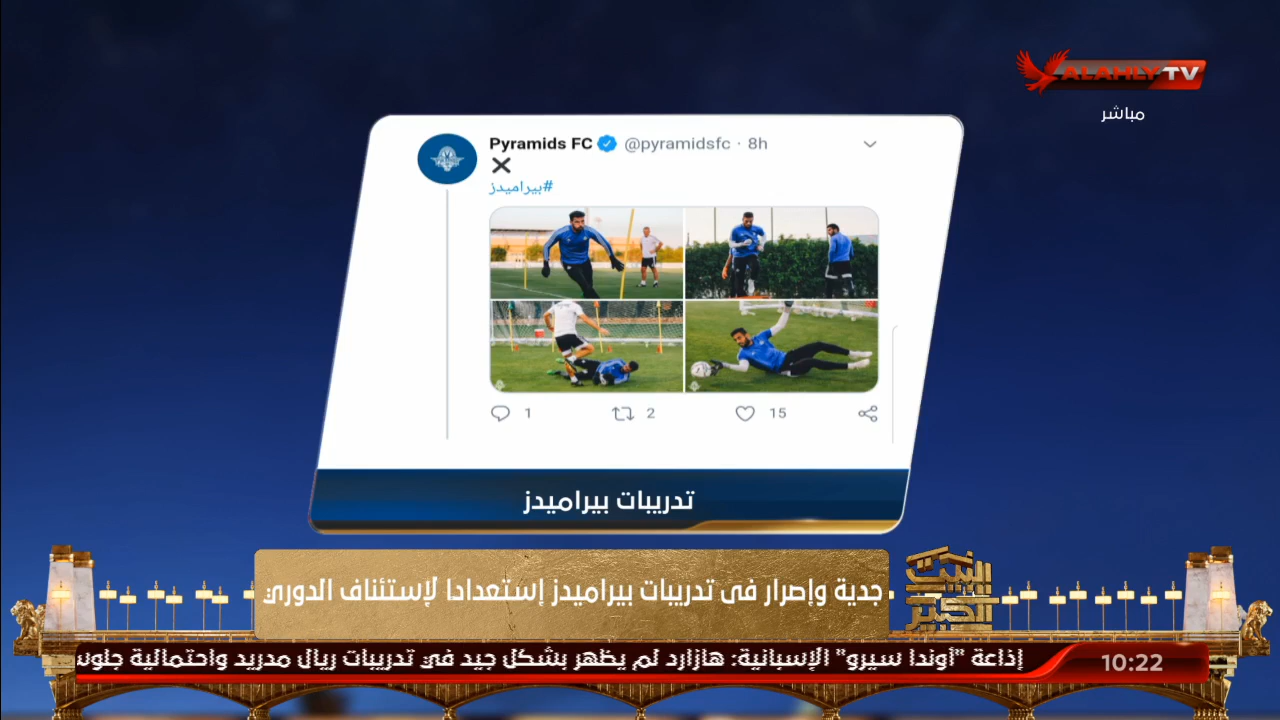 ALAHLY TV
مباشر
Pyramids FC @pyramidsfc · 8h
#بيراميدز
1 2 15
تدريبات بيراميدز
جدية وإصرار فى تدريبات بيراميدز إستعدادا لإستئناف الدوري
البيت
الكبير
إذاعة "أوندا سيرو" الإسبانية: هازارد لم يظهر بشكل جيد في تدريبات ريال مدريد واحتمالية جلوس
10:22